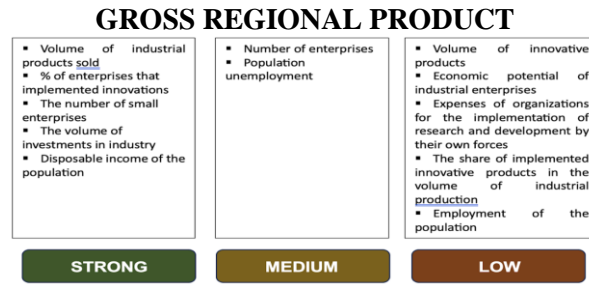 GROSS REGIONAL PRODUCT
▪ Volume of industrial
products sold
▪ % of enterprises that
implemented innovations
▪ The number of small
enterprises
▪ The volume of
investments in industry
▪ Disposable income of the
population
▪ Number of enterprises
▪ Population
unemployment
▪ Volume of innovative
products
▪ Economic potential of
industrial enterprises
▪ Expenses of organizations
for the implementation of
research and development by
their own forces
▪ The share of implemented
innovative products in the
volume of industrial
production
▪ Employment of the
population
STRONG
MEDIUM
LOW